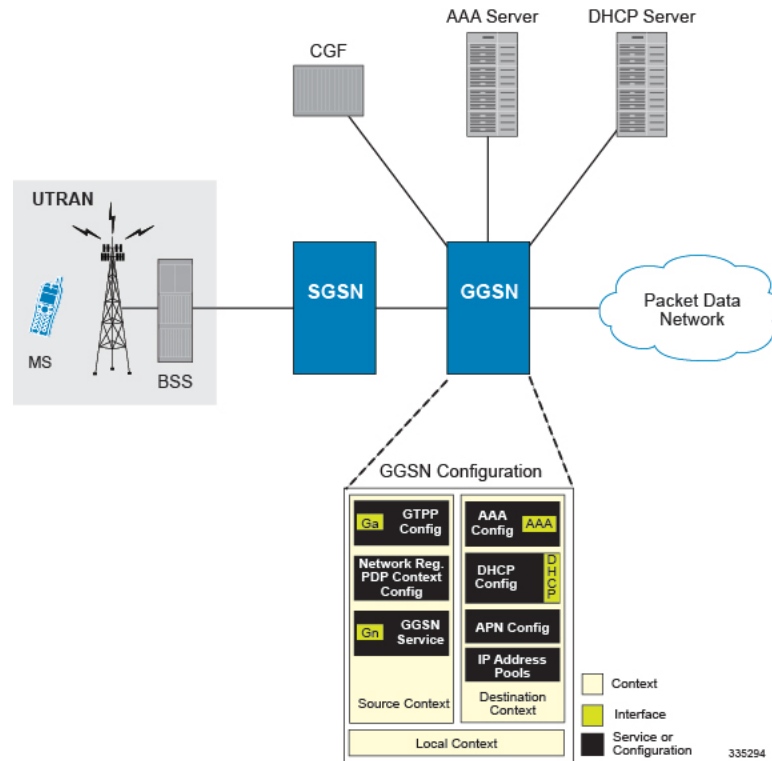 AAA Server
DHCP Server
CGF
UTRAN
SGSN
GGSN
Packet Data
Network
MS
BSS
GGSN Configuration
Ga
GTPP
Config
Network Reg.
PDP Context
Config
Gn
GGSN
Service
Source Context
AAA
Config
AAA
DHCP
Config
D
H
C
P
APN Config
IP Address
Pools
Destination
Context
Local Context
Context
Interface
Service or
Configuration
335294